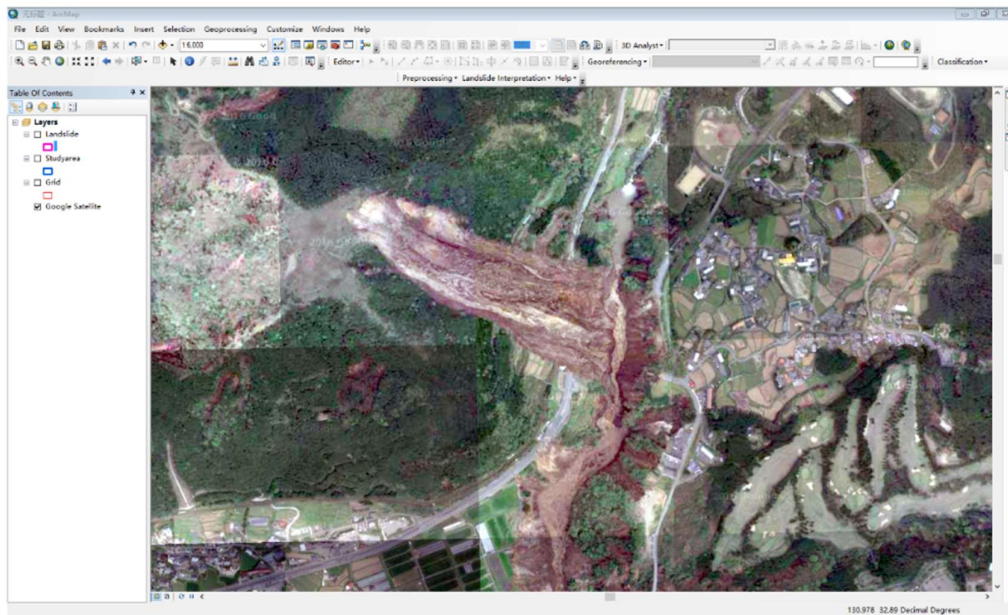 无标题 - ArcMap
File Edit View Bookmarks Insert Selection Geoprocessing Customize Windows Help
1:6,000
3D Analyst
Editor
Georeferencing
Classification
Preprocessing Landslide Interpretation Help
Table Of Contents
Layers
Landslide
Studyarea
Grid
Google Satellite
130.978 32.89 Decimal Degrees